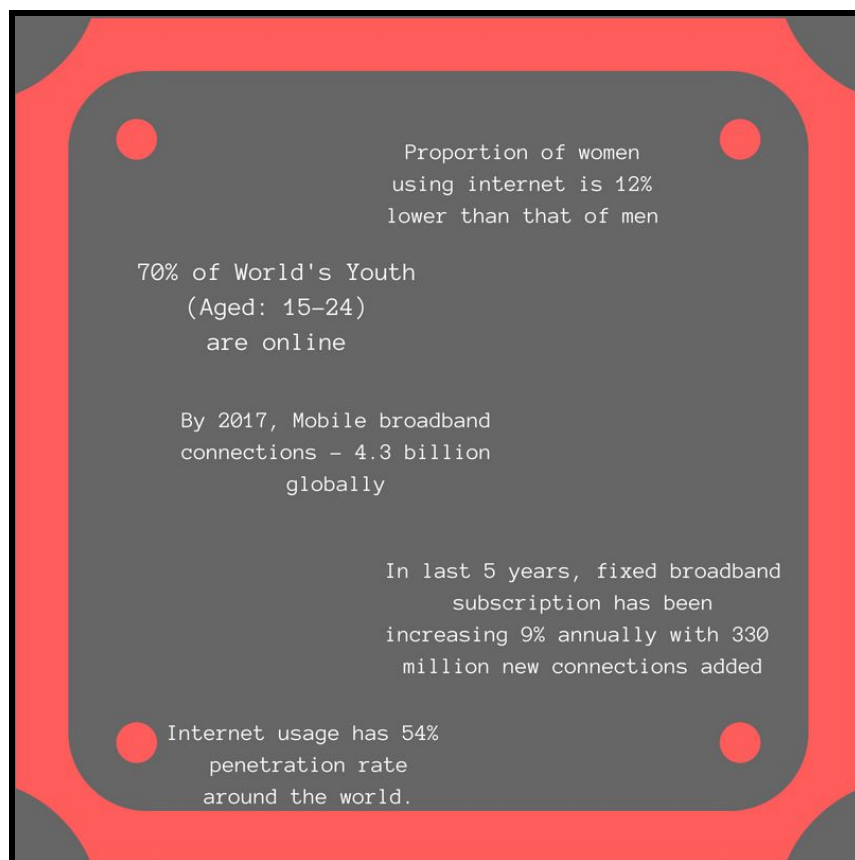 Proportion of women
using internet is 12%
lower than that of men
70% of World's Youth
(Aged: 15-24)
are online
By 2017, Mobile broadband
connections - 4.3 billion
globally
In last 5 years, fixed broadband
subscription has been
increasing 9% annually with 330
million new connections added
Internet usage has 54%
penetration rate
around the world.